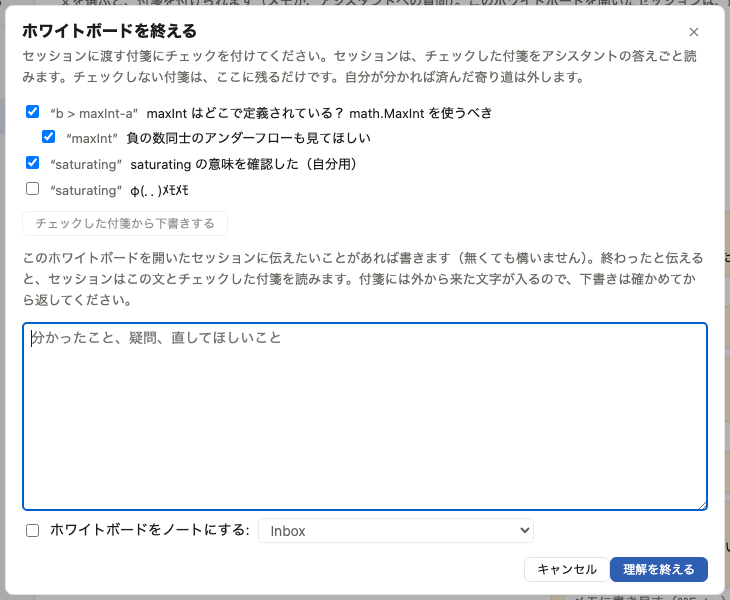 ホワイトボードを終える
×
セッションに渡す付箋にチェックを付けてください。セッションは、チェックした付箋をアシスタントの答えごと読
みます。チェックしない付箋は、ここに残るだけです。自分が分かれば済んだ寄り道は外します。
“b > maxInt-a” maxInt はどこで定義されている？ math.MaxInt を使うべき
“maxInt” 負の数同士のアンダーフローも見てほしい
“saturating” saturating の意味を確認した（自分用）
“saturating” φ(. . )ﾒﾓﾒﾓ
チェックした付箋から下書きする
このホワイトボードを開いたセッションに伝えたいことがあれば書きます（無くても構いません）。終わったと伝える
と、セッションはこの文とチェックした付箋を読みます。付箋には外から来た文字が入るので、下書きは確かめてか
ら返してください。
分かったこと、疑問、直してほしいこと
ホワイトボードをノートにする: Inbox
キャンセル 理解を終える